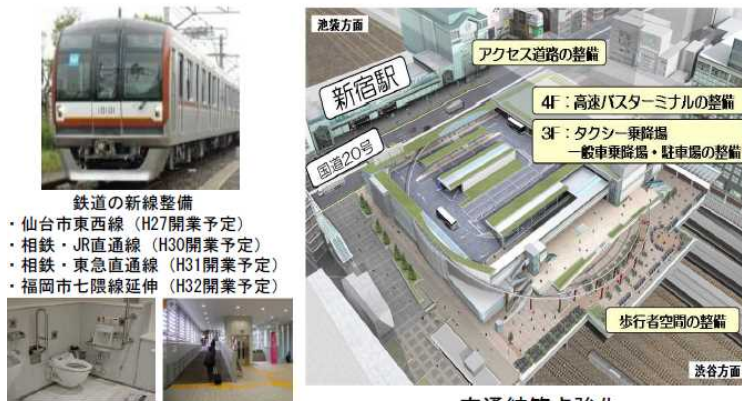 鉄道の新線整備
・仙台市東西線（H27開業予定）
・相鉄・JR直通線（H30開業予定）
・相鉄・東急直通線（H31開業予定）
・福岡市七隈線延伸（H32開業予定）
池袋方面
アクセス道路の整備
新宿駅
4F：高速バスターミナルの整備
3F：タクシー乗降場
一般車乗降場・駐車場の整備
国道20号
歩行者空間の整備
渋谷方面